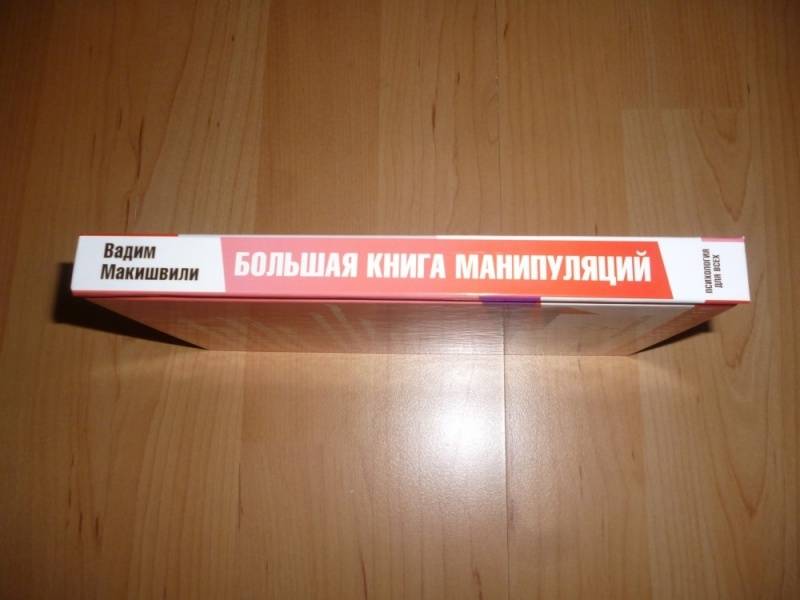 Вадим
Макишвили
БОЛЬШАЯ КНИГА МАНИПУЛЯЦИЙ
ПСИХОЛОГИЯ
ДЛЯ ВСЕХ